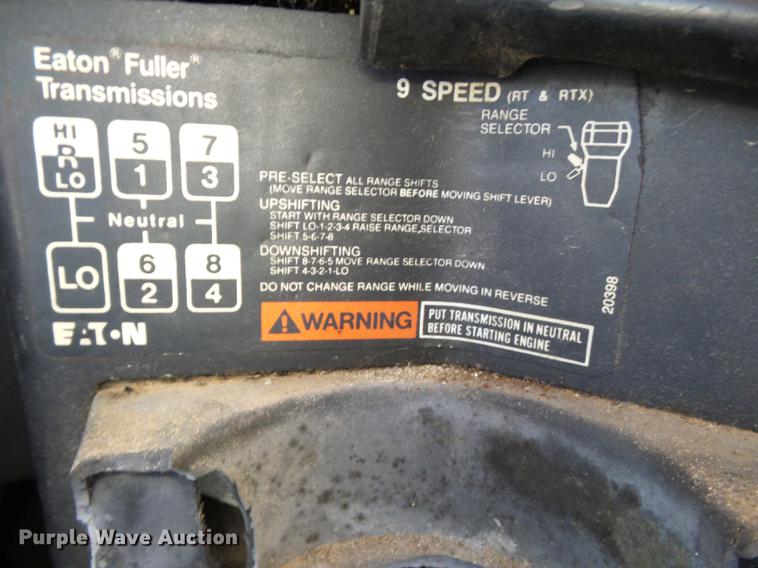 Eaton® Fuller®
Transmissions
9 SPEED (RT & RTX)
RANGE
SELECTOR
HI
LO
HI
R
LO
5
1
7
3
Neutral
LO
6
2
8
4
EATON
PRE-SELECT ALL RANGE SHIFTS
(MOVE RANGE SELECTOR BEFORE MOVING SHIFT LEVER)
UPSHIFTING
START WITH RANGE SELECTOR DOWN
SHIFT LO-1-2-3-4 RAISE RANGE, SELECTOR
SHIFT 5-6-7-8
DOWNSHIFTING
SHIFT 8-7-6-5 MOVE RANGE SELECTOR DOWN
SHIFT 4-3-2-1-LO
DO NOT CHANGE RANGE WHILE MOVING IN REVERSE
WARNING
PUT TRANSMISSION IN NEUTRAL
BEFORE STARTING ENGINE
20398
Purple Wave Auction